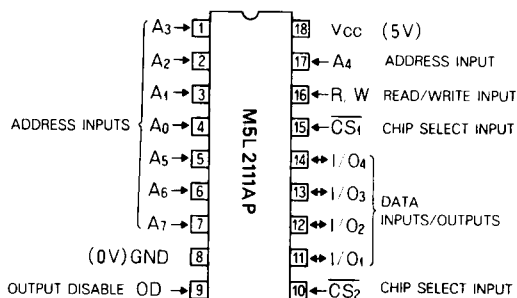 A₃ 1 18 Vcc (5V)
A₂ 2 17 A₄ ADDRESS INPUT
A₁ 3 16 R, W READ/WRITE INPUT
ADDRESS INPUTS A₀ 4 15 C̅S̅₁ CHIP SELECT INPUT
A₅ 5 14 I/O₄
A₆ 6 13 I/O₃
A₇ 7 12 I/O₂
DATA INPUTS/OUTPUTS
(0V) GND 8 11 I/O₁
OUTPUT DISABLE OD 9 10 C̅S̅₂ CHIP SELECT INPUT
M5L2111AP